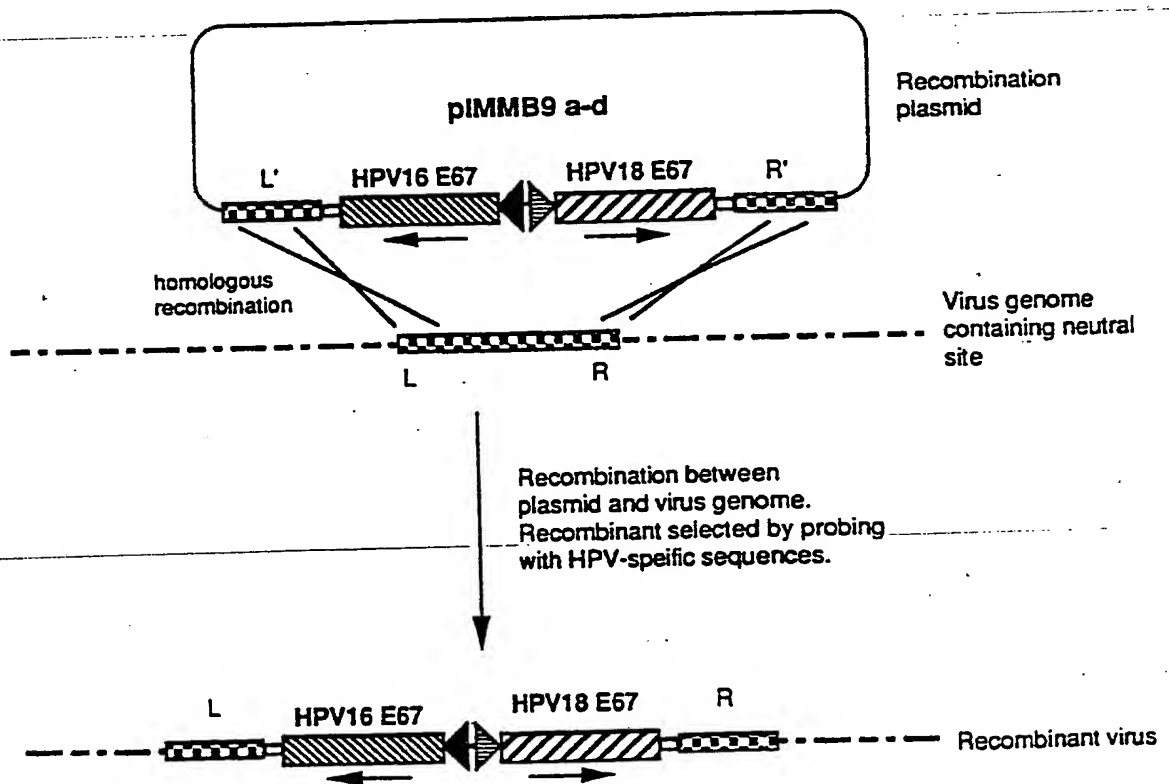 pIMMB9 a-d
Recombination
plasmid
L'
HPV16 E67
HPV18 E67
R'
homologous
recombination
Virus genome
containing neutral
site
L
R
Recombination between
plasmid and virus genome.
Recombinant selected by probing
with HPV-speific sequences.
L
HPV16 E67
HPV18 E67
R
Recombinant virus